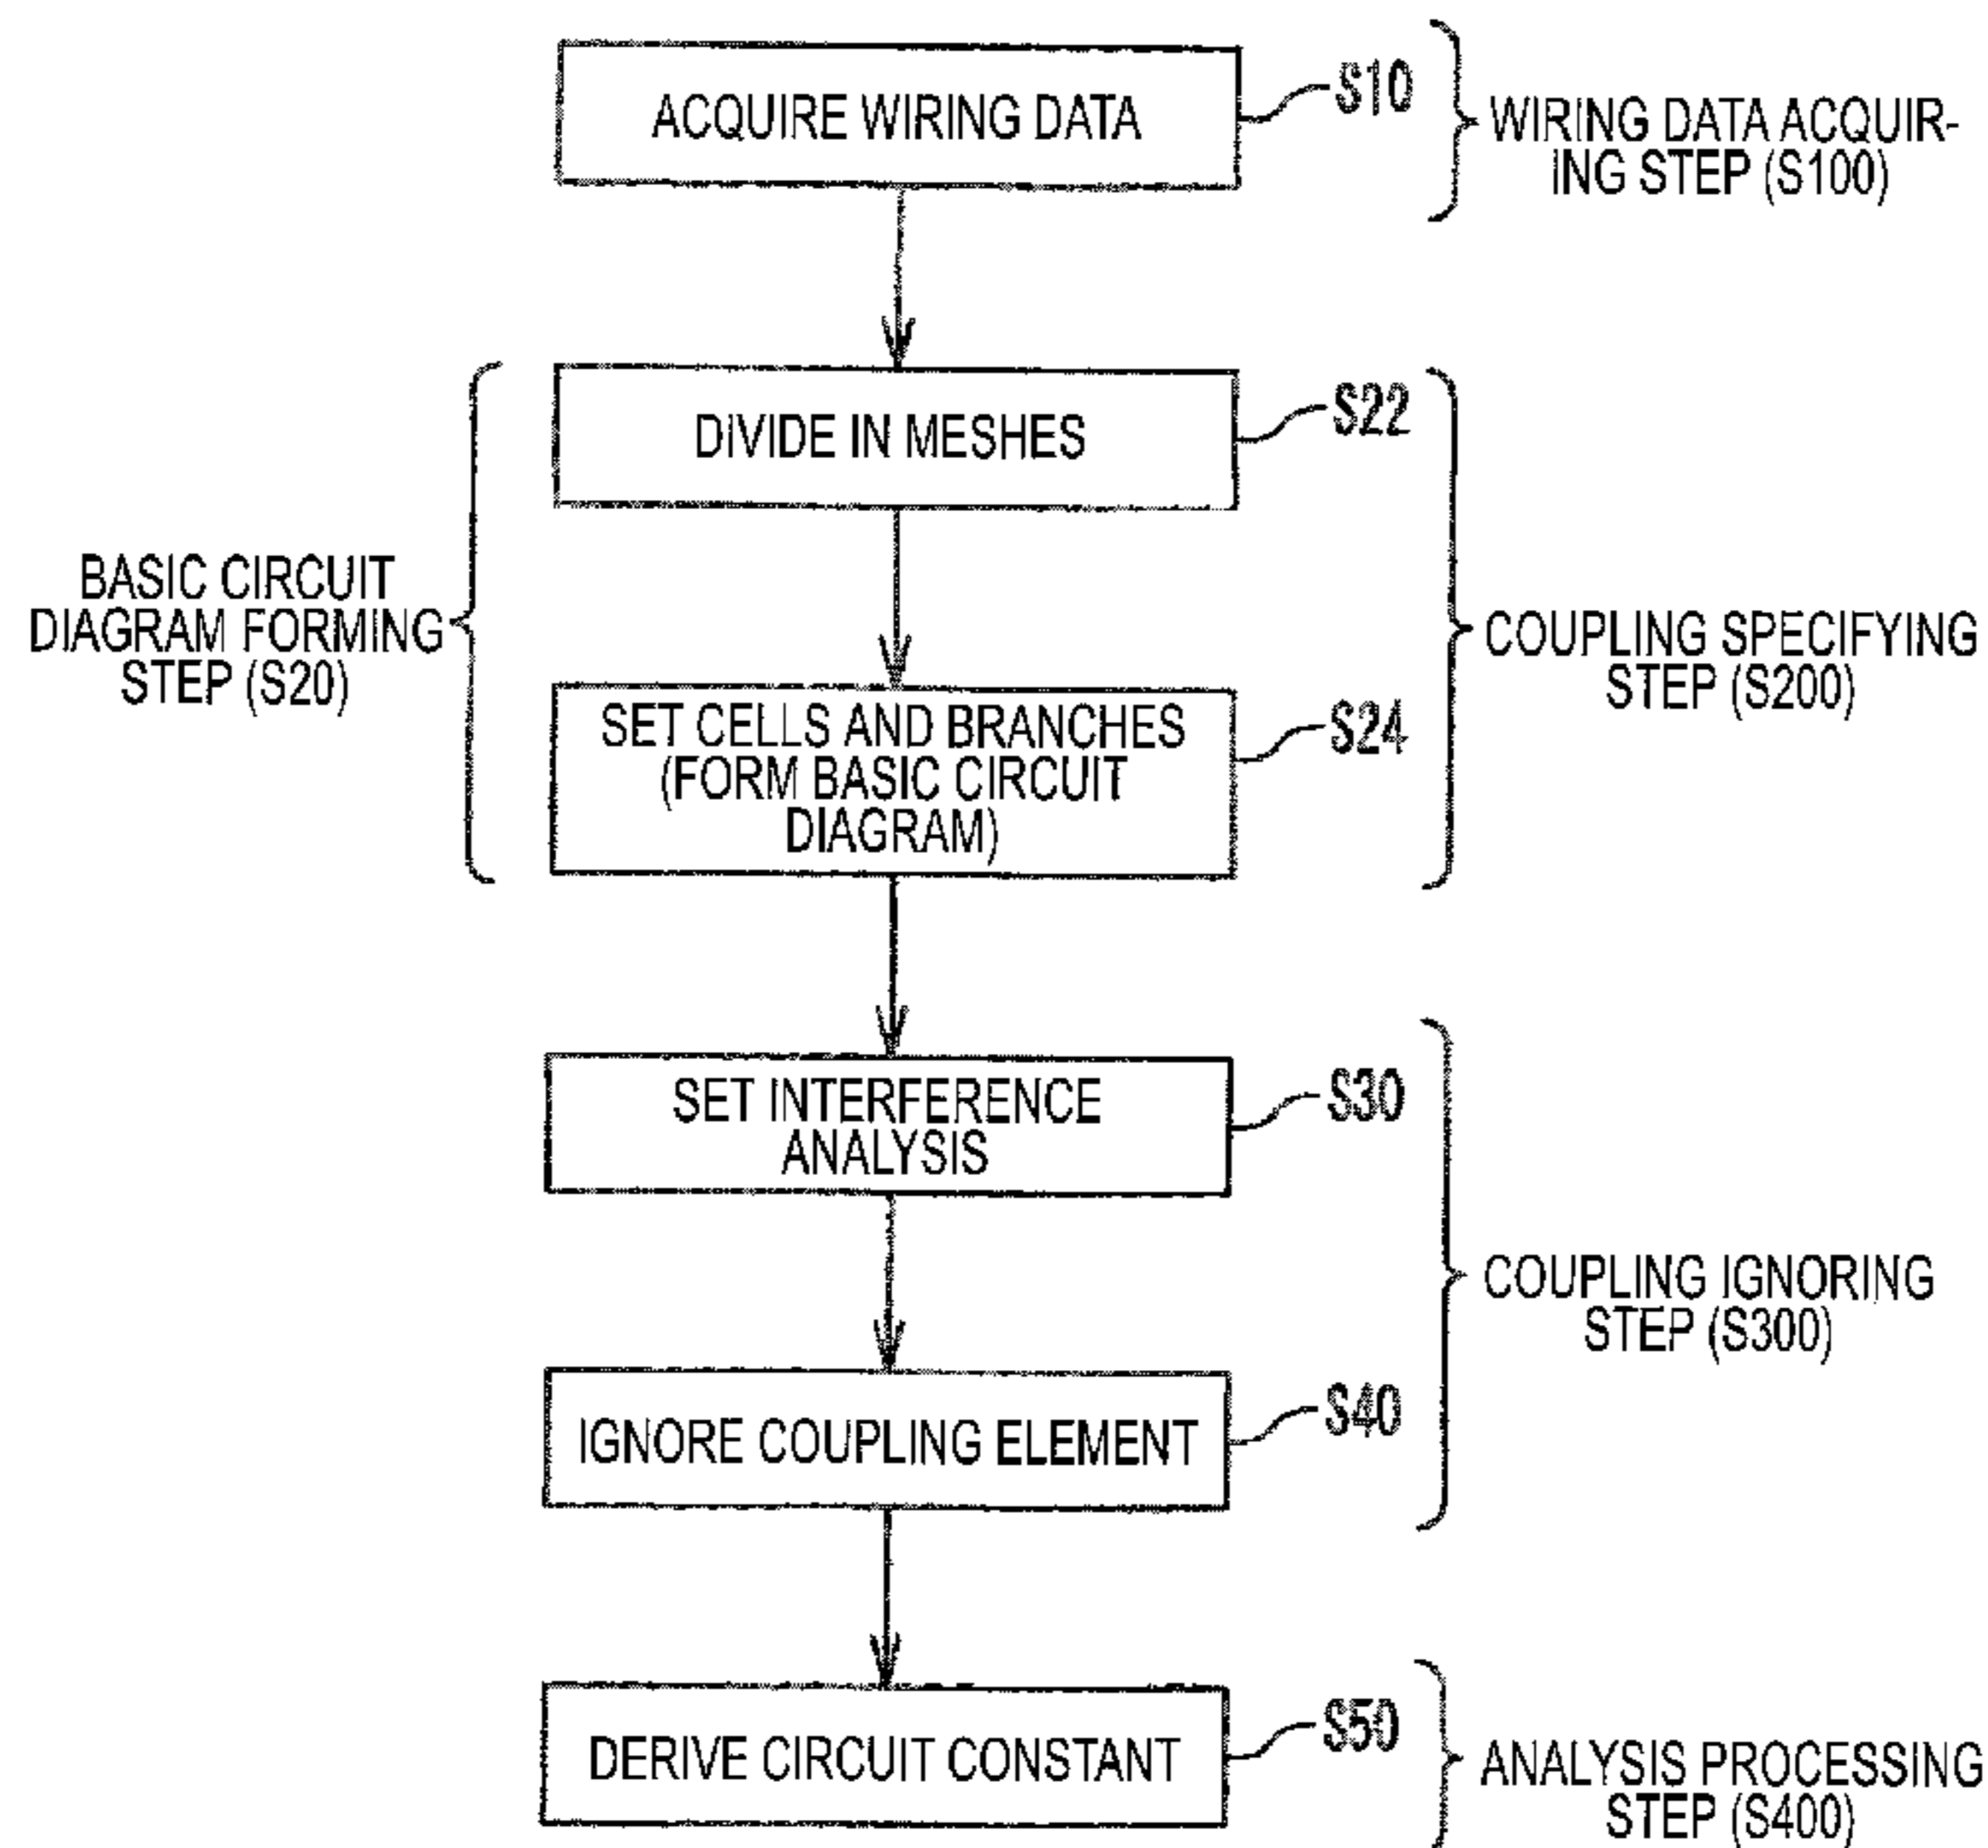 ACQUIRE WIRING DATA
S10
WIRING DATA ACQUIR-
ING STEP (S100)
DIVIDE IN MESHES
S22
BASIC CIRCUIT
DIAGRAM FORMING
STEP (S20)
SET CELLS AND BRANCHES
(FORM BASIC CIRCUIT
DIAGRAM)
S24
COUPLING SPECIFYING
STEP (S200)
SET INTERFERENCE
ANALYSIS
S30
IGNORE COUPLING ELEMENT
S40
COUPLING IGNORING
STEP (S300)
DERIVE CIRCUIT CONSTANT
S50
ANALYSIS PROCESSING
STEP (S400)